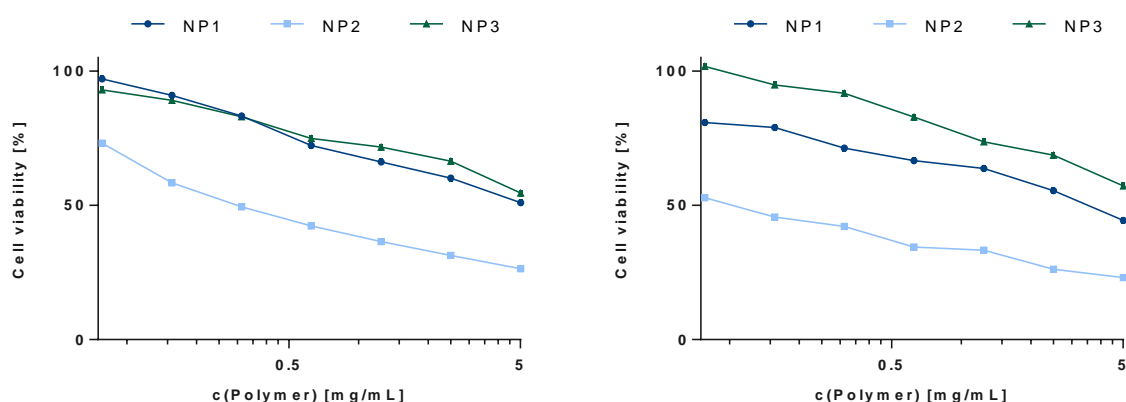 NP1 NP2 NP3
100
50
0
Cell viability [%]
0.5 5
c(Polymer) [mg/mL]
NP1 NP2 NP3
100
50
0
Cell viability [%]
0.5 5
c(Polymer) [mg/mL]